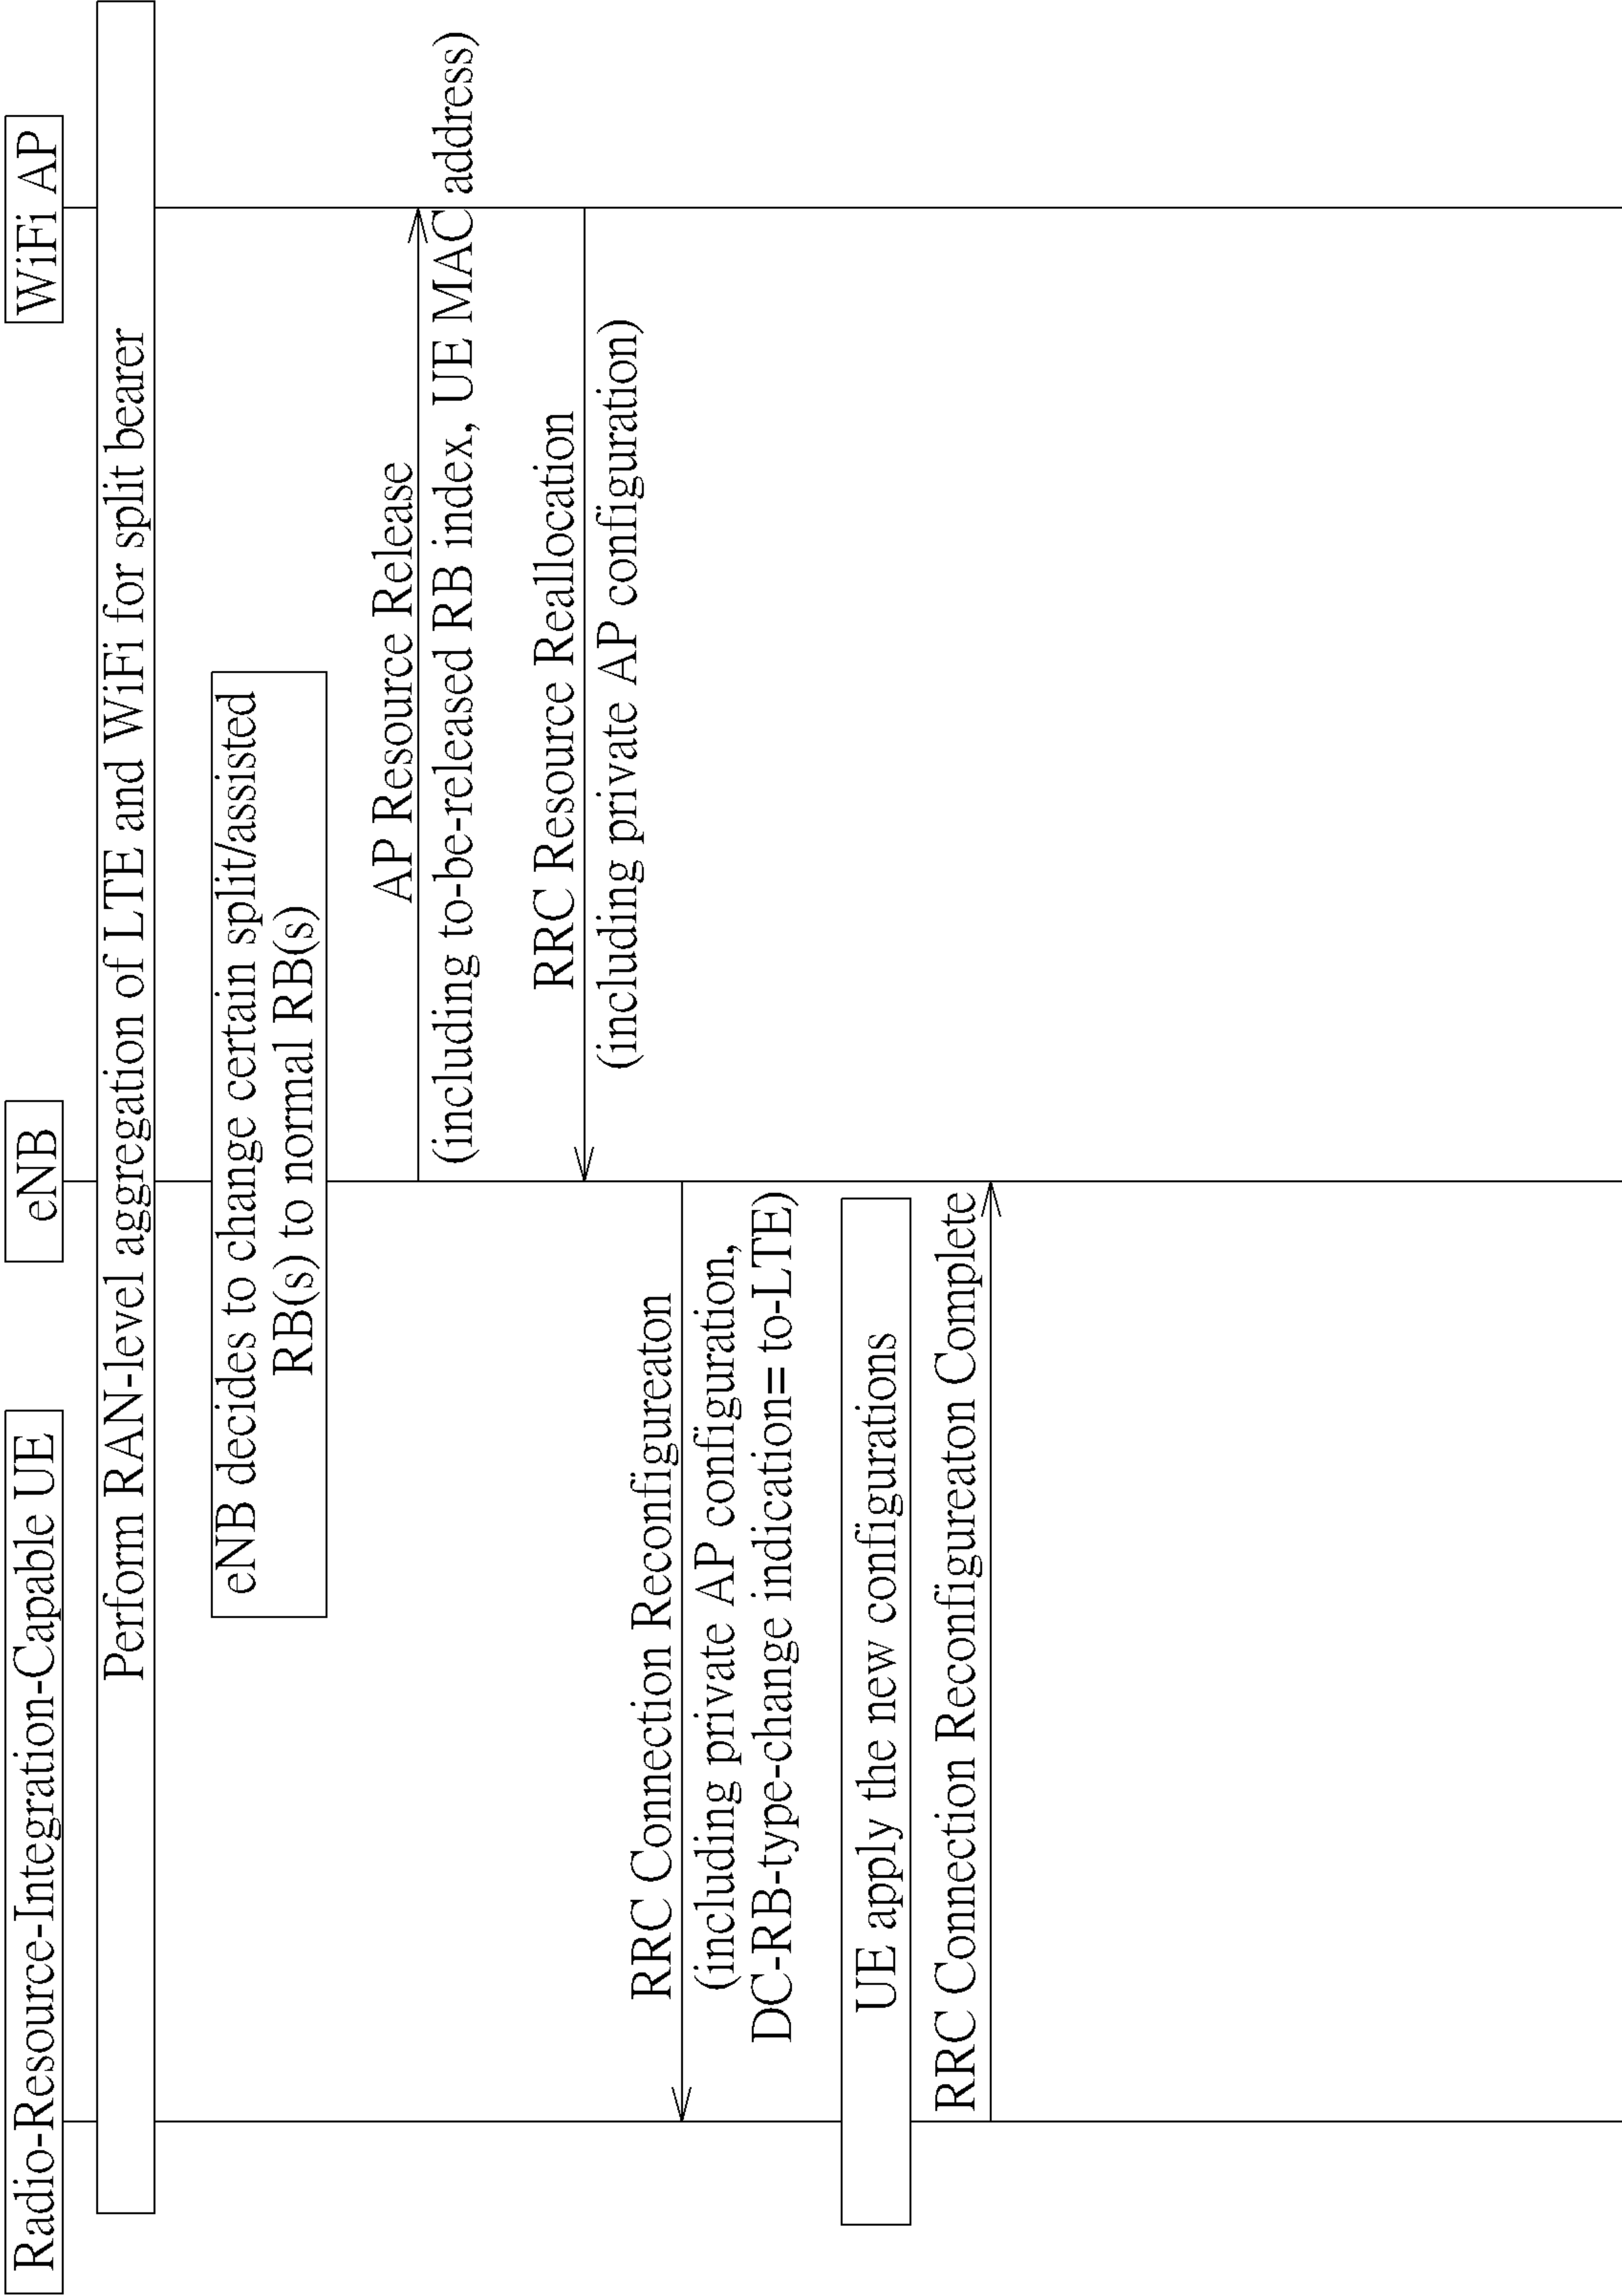 Radio-Resource-Integration-Capable UE
eNB
WiFi AP
Perform RAN-level aggregation of LTE and WiFi for split bearer
eNB decides to change certain split/assisted
RB(s) to normal RB(s)
AP Resource Release
(including to-be-released RB index, UE MAC address)
RRC Resource Reallocation
(including private AP configuration)
RRC Connection Reconfigureaton
(including private AP configuration,
DC-RB-type-change indication= to-LTE)
UE apply the new configurations
RRC Connection Reconfigureaton Complete